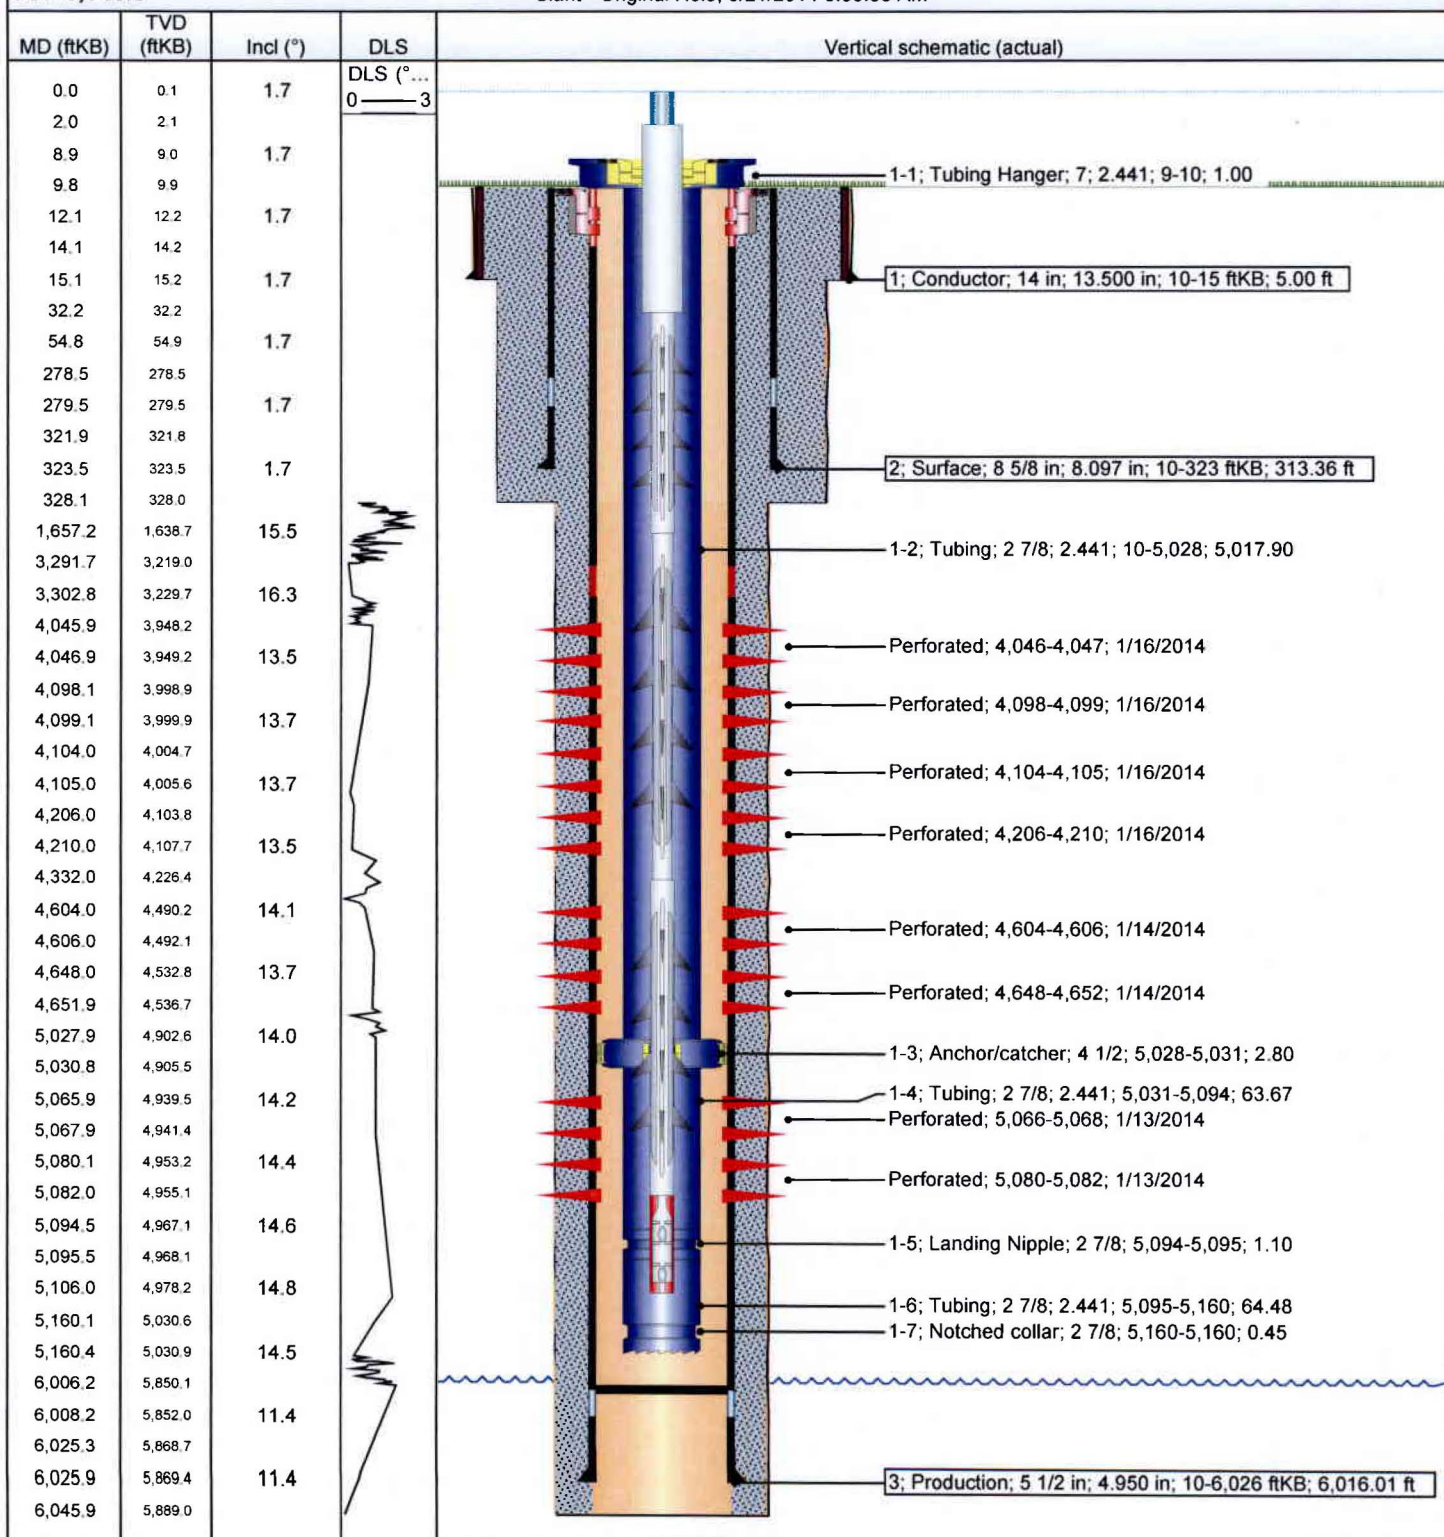 MD (ftKB) TVD (ftKB) Incl (°) DLS Vertical schematic (actual)
DLS (°...
0 3
0.0 0.1 1.7
2.0 2.1
8.9 9.0 1.7
1-1; Tubing Hanger; 7; 2.441; 9-10; 1.00
9.8 9.9
12.1 12.2 1.7
14.1 14.2
15.1 15.2 1.7
1; Conductor; 14 in; 13.500 in; 10-15 ftKB; 5.00 ft
32.2 32.2
54.8 54.9 1.7
278.5 278.5
279.5 279.5 1.7
321.9 321.8
323.5 323.5 1.7
2; Surface; 8 5/8 in; 8.097 in; 10-323 ftKB; 313.36 ft
328.1 328.0
1,657.2 1,638.7 15.5
1-2; Tubing; 2 7/8; 2.441; 10-5,028; 5,017.90
3,291.7 3,219.0
3,302.8 3,229.7 16.3
4,045.9 3,948.2
Perforated; 4,046-4,047; 1/16/2014
4,046.9 3,949.2 13.5
4,098.1 3,998.9
Perforated; 4,098-4,099; 1/16/2014
4,099.1 3,999.9 13.7
4,104.0 4,004.7
Perforated; 4,104-4,105; 1/16/2014
4,105.0 4,005.6 13.7
4,206.0 4,103.8
Perforated; 4,206-4,210; 1/16/2014
4,210.0 4,107.7 13.5
4,332.0 4,226.4
4,604.0 4,490.2 14.1
Perforated; 4,604-4,606; 1/14/2014
4,606.0 4,492.1
4,648.0 4,532.8 13.7
Perforated; 4,648-4,652; 1/14/2014
4,651.9 4,536.7
5,027.9 4,902.6 14.0
1-3; Anchor/catcher; 4 1/2; 5,028-5,031; 2.80
5,030.8 4,905.5
1-4; Tubing; 2 7/8; 2.441; 5,031-5,094; 63.67
5,065.9 4,939.5 14.2
Perforated; 5,066-5,068; 1/13/2014
5,067.9 4,941.4
5,080.1 4,953.2 14.4
Perforated; 5,080-5,082; 1/13/2014
5,082.0 4,955.1
5,094.5 4,967.1 14.6
1-5; Landing Nipple; 2 7/8; 5,094-5,095; 1.10
5,095.5 4,968.1
5,106.0 4,978.2 14.8
1-6; Tubing; 2 7/8; 2.441; 5,095-5,160; 64.48
5,160.1 5,030.6
1-7; Notched collar; 2 7/8; 5,160-5,160; 0.45
5,160.4 5,030.9 14.5
6,006.2 5,850.1
6,008.2 5,852.0 11.4
6,025.3 5,868.7
6,025.9 5,869.4 11.4
3; Production; 5 1/2 in; 4.950 in; 10-6,026 ftKB; 6,016.01 ft
6,045.9 5,889.0